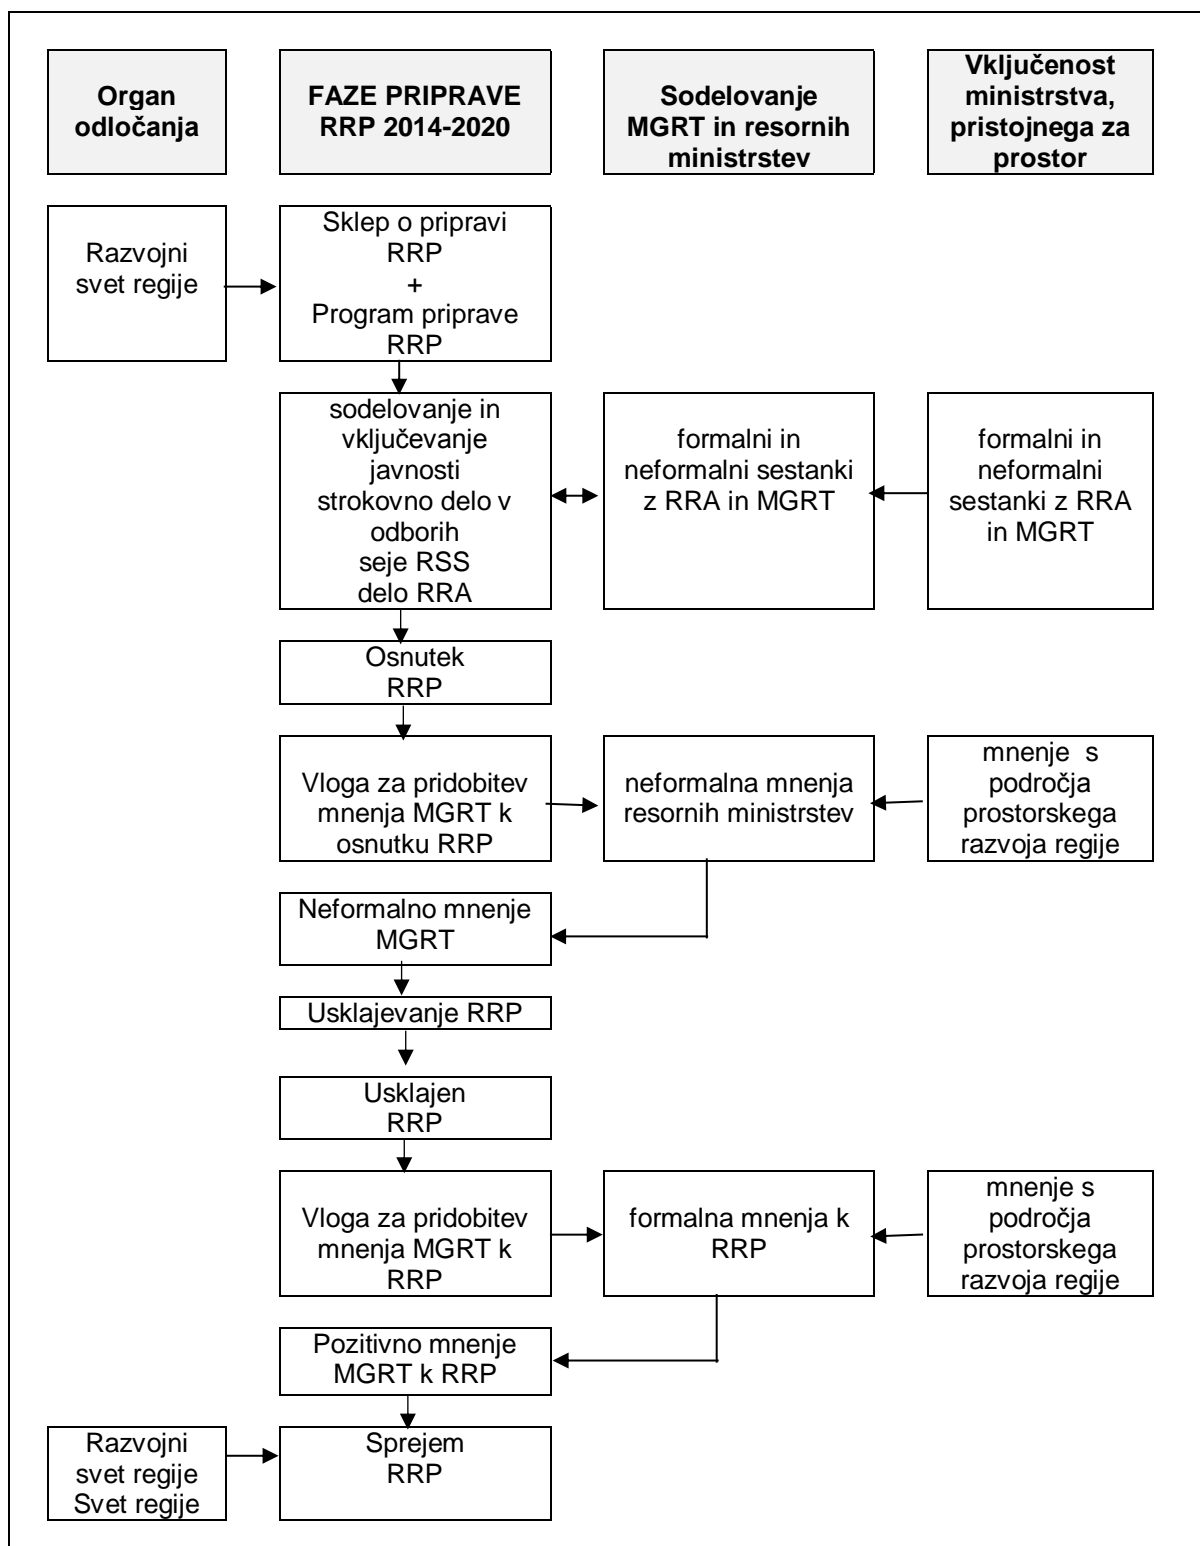 Organ
odločanja
FAZE PRIPRAVE
RRP 2014-2020
Sodelovanje
MGRT in resornih
ministrstev
Vključenost
ministrstva,
pristojnega za
prostor
Razvojni
svet regije
Sklep o pripravi
RRP
+
Program priprave
RRP
sodelovanje in
vključevanje
javnosti
strokovno delo v
odborih
seje RSS
delo RRA
formalni in
neformalni sestanki
z RRA in MGRT
formalni in
neformalni
sestanki z RRA
in MGRT
Osnutek
RRP
Vloga za pridobitev
mnenja MGRT k
osnutku RRP
neformalna mnenja
resornih ministrstev
mnenje s
področja
prostorskega
razvoja regije
Neformalno mnenje
MGRT
Usklajevanje RRP
Usklajen
RRP
Vloga za pridobitev
mnenja MGRT k
RRP
formalna mnenja k
RRP
mnenje s
področja
prostorskega
razvoja regije
Pozitivno mnenje
MGRT k RRP
Razvojni
svet regije
Svet regije
Sprejem
RRP